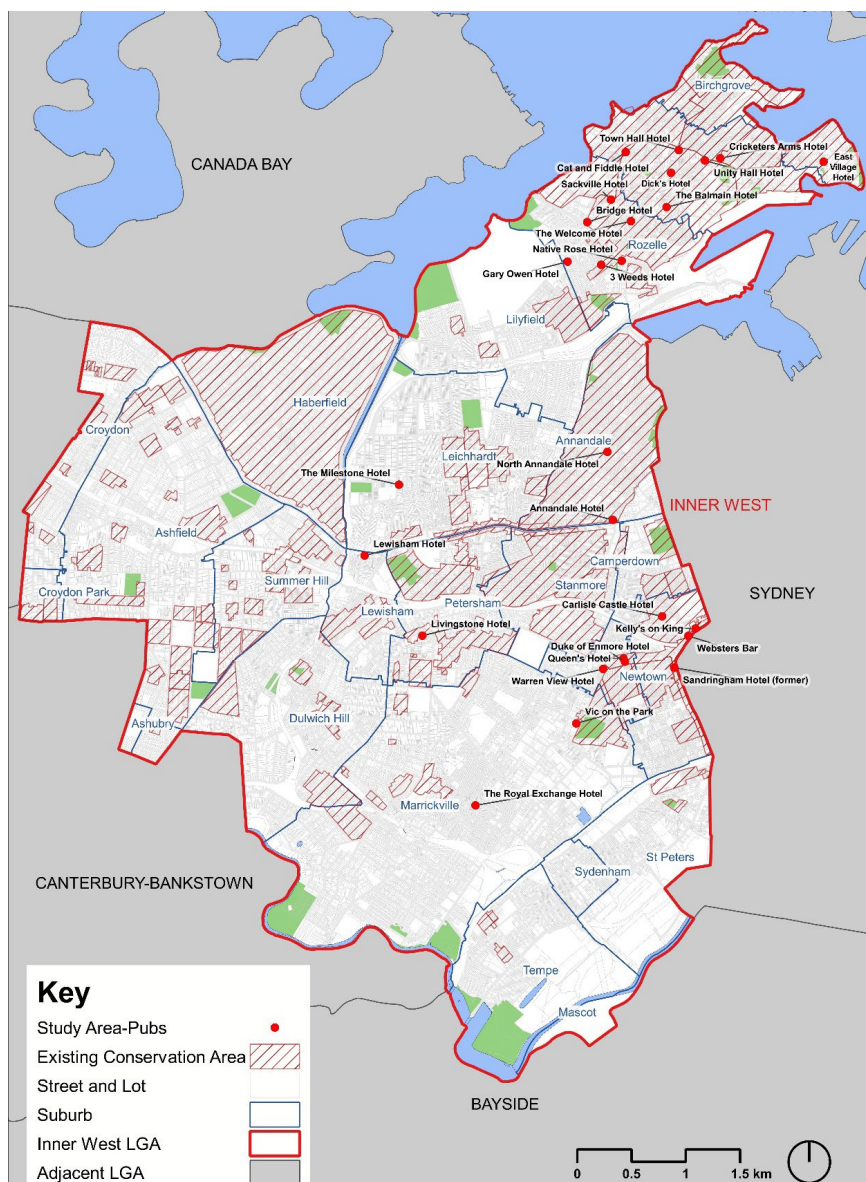 Birchgrove
CANADA BAY
Town Hall Hotel
Cricketers Arms Hotel
Cat and Fiddle Hotel
Unity Hall Hotel
East
Village
Hotel
Dick's Hotel
Sackville Hotel
The Balmain Hotel
Bridge Hotel
The Welcome Hotel
Native Rose Hotel
Rozelle
Gary Owen Hotel
3 Weeds Hotel
Lilyfield
Haberfield
Croydon
Annandale
Leichhardt
North Annandale Hotel
The Milestone Hotel
INNER WEST
Annandale Hotel
Ashfield
Lewisham Hotel
Camperdown
Summer Hill
Stanmore
Croydon Park
SYDNEY
Petersham
Lewisham
Carlisle Castle Hotel
Livingstone Hotel
Kelly's on King
Websters Bar
Duke of Enmore Hotel
Queen's Hotel
Warren View Hotel
Newtown
Sandringham Hotel (former)
Vic on the Park
Dulwich Hill
Ashbury
The Royal Exchange Hotel
Marrickville
St Peters
Sydenham
CANTERBURY-BANKSTOWN
Tempe
Mascot
BAYSIDE
Key
Study Area-Pubs
Existing Conservation Area
Street and Lot
Suburb
Inner West LGA
Adjacent LGA
0 0.5 1 1.5 km